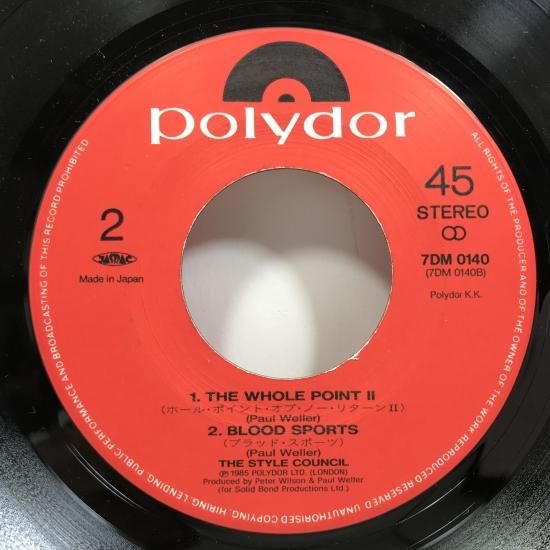 polydor
2
JASRAC
Made in Japan
45
STEREO
7DM 0140
(7DM 0140B)
Polydor K.K.
1. THE WHOLE POINT II
(ホール・ポイント・オブ・ノー・リターンII)
(Paul Weller)
2. BLOOD SPORTS
(ブラッド・スポーツ)
(Paul Weller)
THE STYLE COUNCIL
Ⓟ 1985 POLYDOR LTD. (LONDON)
Produced by Peter Wilson & Paul Weller
(for Solid Bond Productions Ltd.)
ALL RIGHTS OF THE PRODUCER AND OF THE OWNER OF THE WORK REPRODUCED RESERVED UNAUTHORISED COPYING, HIRING, LENDING, PUBLIC PERFORMANCE AND BROADCASTING OF THIS RECORD PROHIBITED